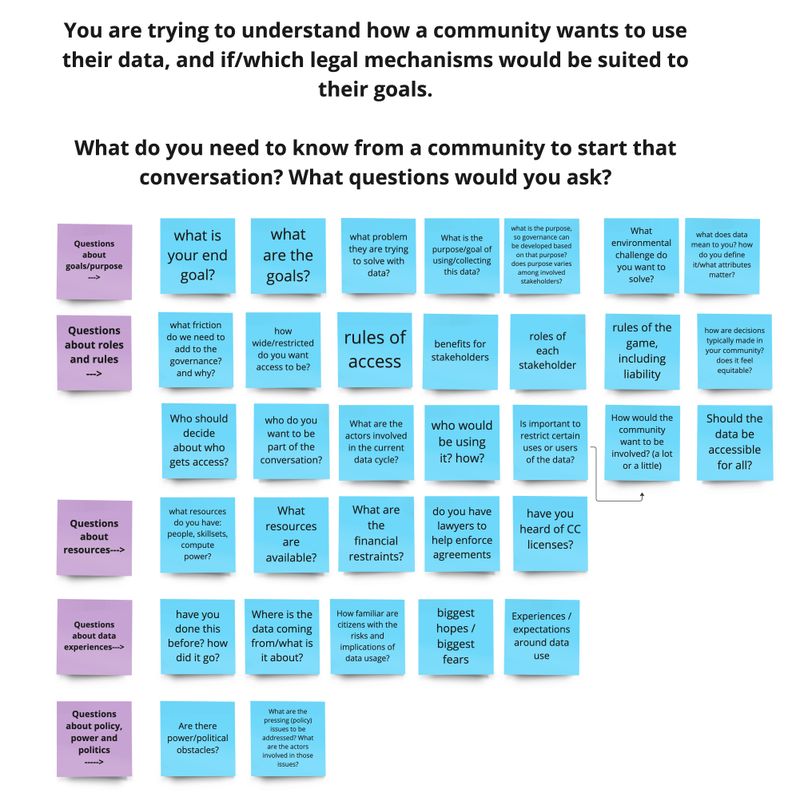 You are trying to understand how a community wants to use
their data, and if/which legal mechanisms would be suited to
their goals.
What do you need to know from a community to start that
conversation? What questions would you ask?
Questions
about
goals/purpose
--->
what is
your end
goal?
what
are the
goals?
what problem
they are trying
to solve with
data?
What is the
purpose/goal of
using/collecting
this data?
what is the purpose,
so governance can
be developed based
on that purpose?
does purpose varies
among involved
stakeholders?
What
environmental
challenge do
you want to
solve?
what does data
mean to you? how
do you define
it/what attributes
matter?
Questions
about roles
and rules
--->
what friction
do we need to
add to the
governance?
and why?
how
wide/restricted
do you want
access to be?
rules of
access
benefits for
stakeholders
roles of
each
stakeholder
rules of the
game,
including
liability
how are decisions
typically made in
your community?
does it feel
equitable?
Who should
decide
about who
gets access?
who do you
want to be
part of the
conversation?
What are the
actors involved
in the current
data cycle?
who would
be using
it? how?
Is important to
restrict certain
uses or users
of the data?
How would the
community
want to be
involved? (a lot
or a little)
Should the
data be
accessible
for all?
Questions
about
resources--->
what resources
do you have:
people, skillsets,
compute
power?
What
resources
are
available?
What are
the
financial
restraints?
do you have
lawyers to
help enforce
agreements
have you
heard of CC
licenses?
Questions
about data
experiences--->
have you
done this
before? how
did it go?
Where is the
data coming
from/what is
it about?
How familiar are
citizens with the
risks and
implications of
data usage?
biggest
hopes /
biggest
fears
Experiences /
expectations
around data
use
Questions
about policy,
power and
politics
----->
Are there
power/political
obstacles?
What are the
pressing (policy)
issues to be
addressed? What
are the actors
involved in those
issues?